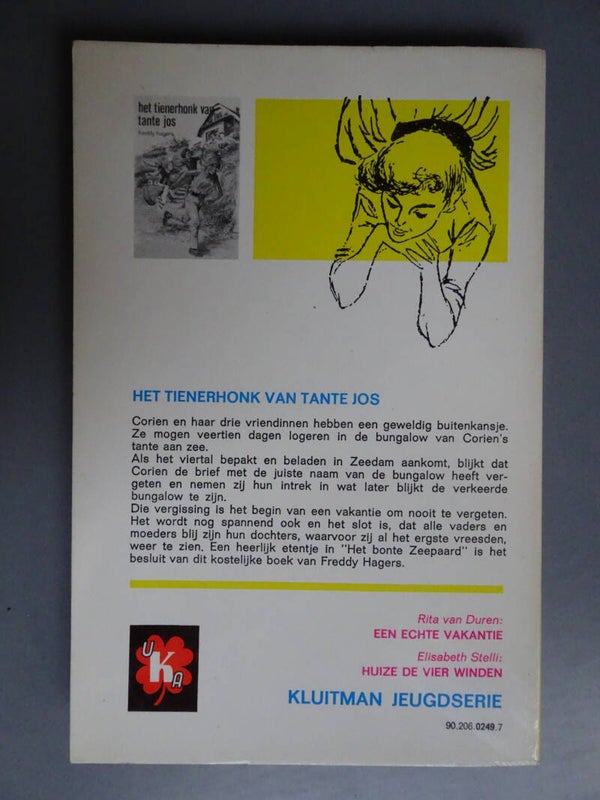 het tienerhonk van
tante jos
freddy hagers
HET TIENERHONK VAN TANTE JOS
Corien en haar drie vriendinnen hebben een geweldig buitenkansje.
Ze mogen veertien dagen logeren in de bungalow van Corien's
tante aan zee.
Als het viertal bepakt en beladen in Zeedam aankomt, blijkt dat
Corien de brief met de juiste naam van de bungalow heeft ver-
geten en nemen zij hun intrek in wat later blijkt de verkeerde
bungalow te zijn.
Die vergissing is het begin van een vakantie om nooit te vergeten.
Het wordt nog spannend ook en het slot is, dat alle vaders en
moeders blij zijn hun dochters, waarvoor zij al het ergste vreesden,
weer te zien. Een heerlijk etentje in "Het bonte Zeepaard" is het
besluit van dit kostelijke boek van Freddy Hagers.
Rita van Duren:
EEN ECHTE VAKANTIE
Elisabeth Stelli:
HUIZE DE VIER WINDEN
UKA
KLUITMAN JEUGDSERIE
90.206.0249.7